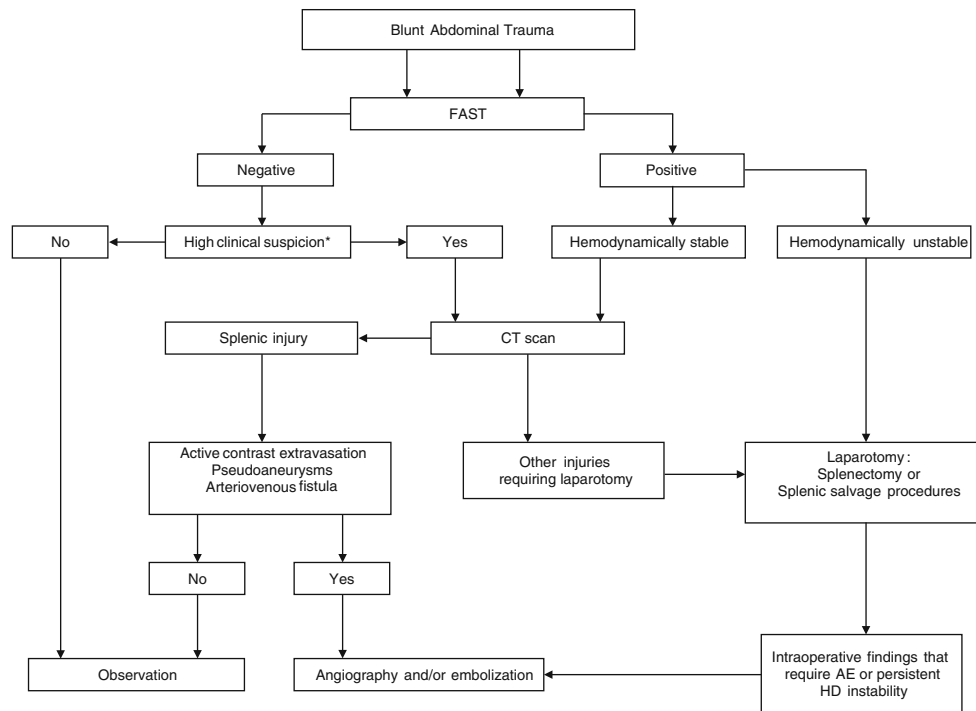 Blunt Abdominal Trauma
FAST
Negative
Positive
No
High clinical suspicion*
Yes
Hemodynamically stable
Hemodynamically unstable
Splenic injury
CT scan
Active contrast extravasation
Pseudoaneurysms
Arteriovenous fistula
Other injuries
requiring laparotomy
Laparotomy:
Splenectomy or
Splenic salvage procedures
No
Yes
Observation
Angiography and/or embolization
Intraoperative findings that
require AE or persistent
HD instability